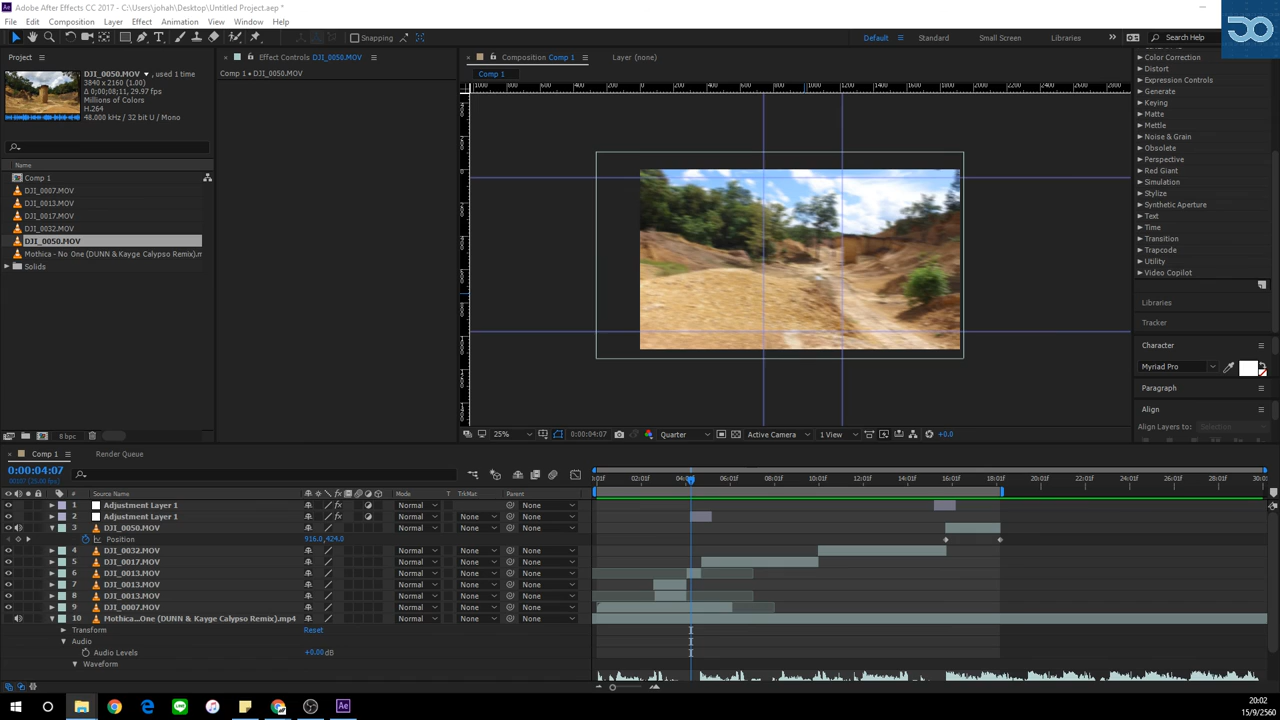 Adobe After Effects CC 2017 - C:\Users\johah\Desktop\Untitled Project.aep *
File Edit Composition Layer Effect Animation View Window Help
Snapping
Default Standard Small Screen Libraries Search Help
Project
DJI_0050.MOV , used 1 time
3840 x 2160 (1.00)
Δ 0;00;08;11, 29.97 fps
Millions of Colors
H.264
48.000 kHz / 32 bit U / Mono
Name
Comp 1
DJI_0007.MOV
DJI_0013.MOV
DJI_0017.MOV
DJI_0032.MOV
DJI_0050.MOV
Mothica - No One (DUNN & Kayge Calypso Remix).m
Solids
8 bpc
Effect Controls DJI_0050.MOV
Comp 1 • DJI_0050.MOV
Composition Comp 1
Layer (none)
Comp 1
25%
0:00:04:07
Quarter
Active Camera
1 View
+0.0
Color Correction
Distort
Expression Controls
Generate
Keying
Matte
Mettle
Noise & Grain
Obsolete
Perspective
Red Giant
Simulation
Stylize
Synthetic Aperture
Text
Time
Transition
Trapcode
Utility
Video Copilot
Libraries
Tracker
Character
Myriad Pro
Paragraph
Align
Align Layers to: Selection
Comp 1
Render Queue
0:00:04:07
00107 (25.00 fps)
# Source Name Mode T TrkMat Parent
02:01f 06:01f 08:01f 10:01f 12:01f 14:01f 16:01f 18:01f 20:01f 22:01f 24:01f 26:01f 28:01f
1 Adjustment Layer 1 Normal None
2 Adjustment Layer 1 Normal None None
3 DJI_0050.MOV Normal None None
Position 916.0,424.0
4 DJI_0032.MOV Normal None None
5 DJI_0017.MOV Normal None None
6 DJI_0013.MOV Normal None None
7 DJI_0013.MOV Normal None None
8 DJI_0013.MOV Normal None None
9 DJI_0007.MOV Normal None None
10 Mothica...One (DUNN & Kayge Calypso Remix).mp4 Normal None None
Transform Reset
Audio
Audio Levels +0.00 dB
Waveform
20:02
15/9/2560